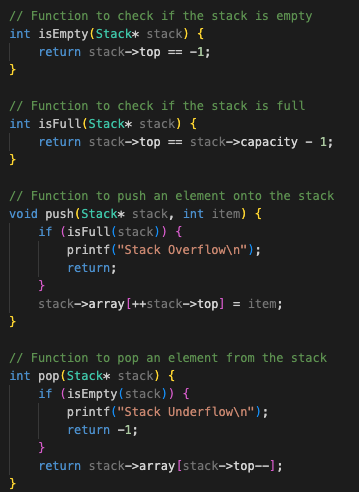 // Function to check if the stack is empty
int isEmpty(Stack* stack) {
    return stack->top == -1;
}

// Function to check if the stack is full
int isFull(Stack* stack) {
    return stack->top == stack->capacity - 1;
}

// Function to push an element onto the stack
void push(Stack* stack, int item) {
    if (isFull(stack)) {
        printf("Stack Overflow\n");
        return;
    }
    stack->array[++stack->top] = item;
}

// Function to pop an element from the stack
int pop(Stack* stack) {
    if (isEmpty(stack)) {
        printf("Stack Underflow\n");
        return -1;
    }
    return stack->array[stack->top--];
}